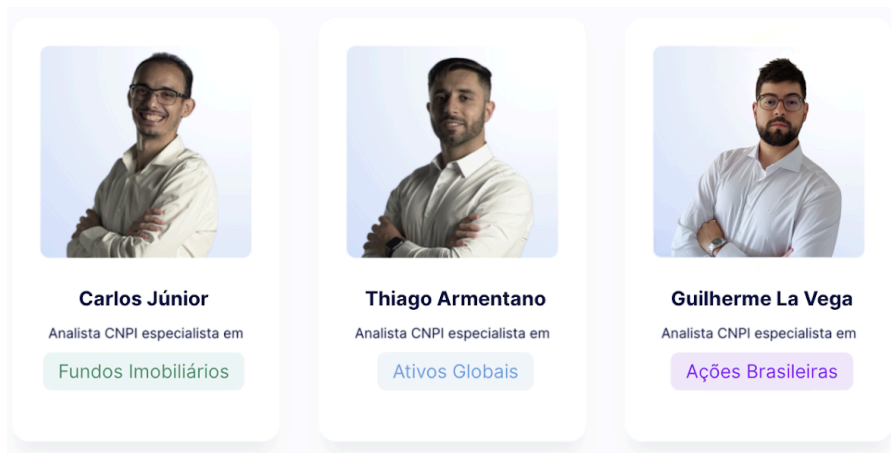 Carlos Júnior
Analista CNPI especialista em
Fundos Imobiliários
Thiago Armentano
Analista CNPI especialista em
Ativos Globais
Guilherme La Vega
Analista CNPI especialista em
Ações Brasileiras